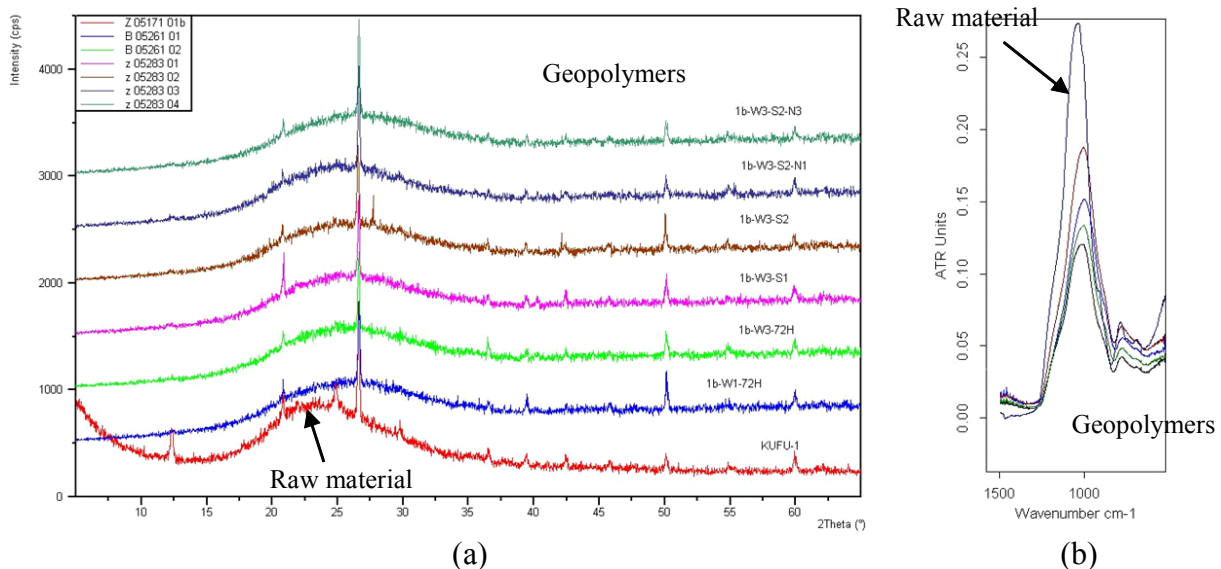 Intensity (cps)
4000
3000
2000
1000
0
Z 05171 01b
B 05261 01
B 05261 02
z 05283 01
z 05283 02
z 05283 03
z 05283 04
Geopolymers
1b-W3-S2-N3
1b-W3-S2-N1
1b-W3-S2
1b-W3-S1
1b-W3-72H
1b-W1-72H
KUFU-1
Raw material
10 15 20 25 30 35 40 45 50 55 60
2Theta (°)
(a)
Raw material
ATR Units
0.25
0.20
0.15
0.10
0.05
0.00
Geopolymers
1500 1000
Wavenumber cm-1
(b)